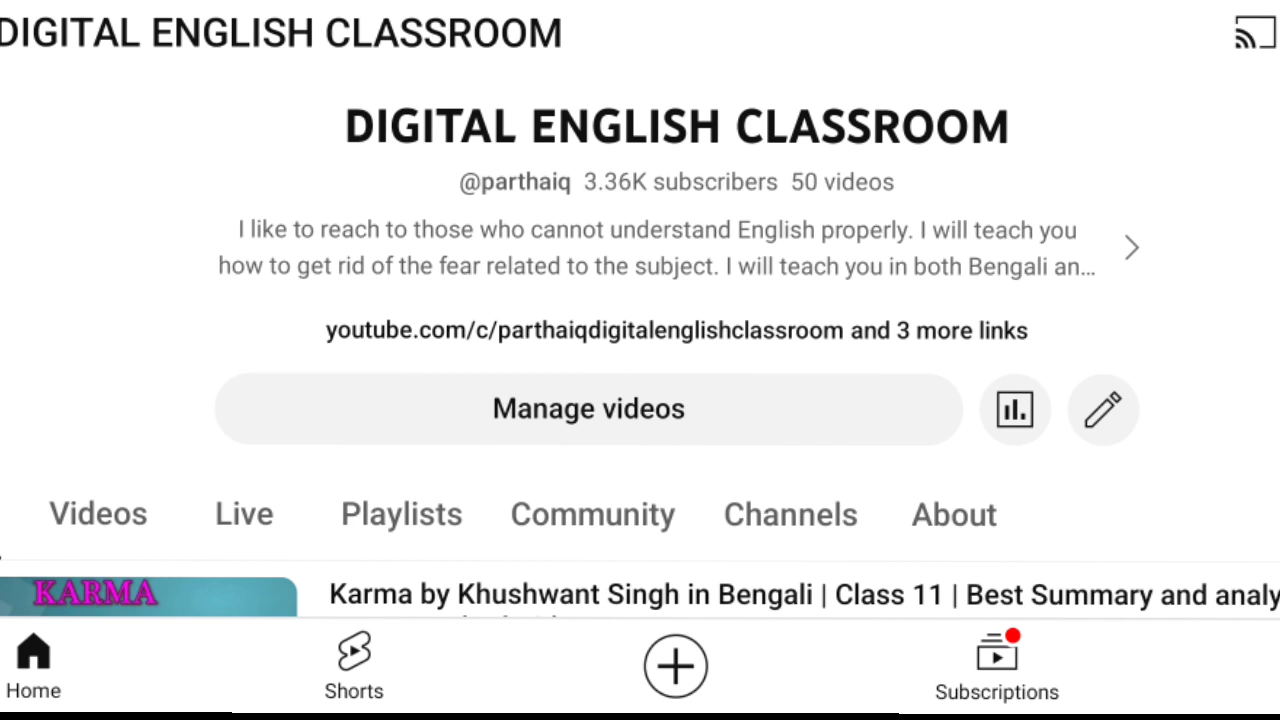 DIGITAL ENGLISH CLASSROOM
DIGITAL ENGLISH CLASSROOM
@parthaiq 3.36K subscribers 50 videos
I like to reach to those who cannot understand English properly. I will teach you
how to get rid of the fear related to the subject. I will teach you in both Bengali an...
youtube.com/c/parthaiqdigitalenglishclassroom and 3 more links
Manage videos
Videos Live Playlists Community Channels About
KARMA
Karma by Khushwant Singh in Bengali | Class 11 | Best Summary and analy
Home Shorts Subscriptions